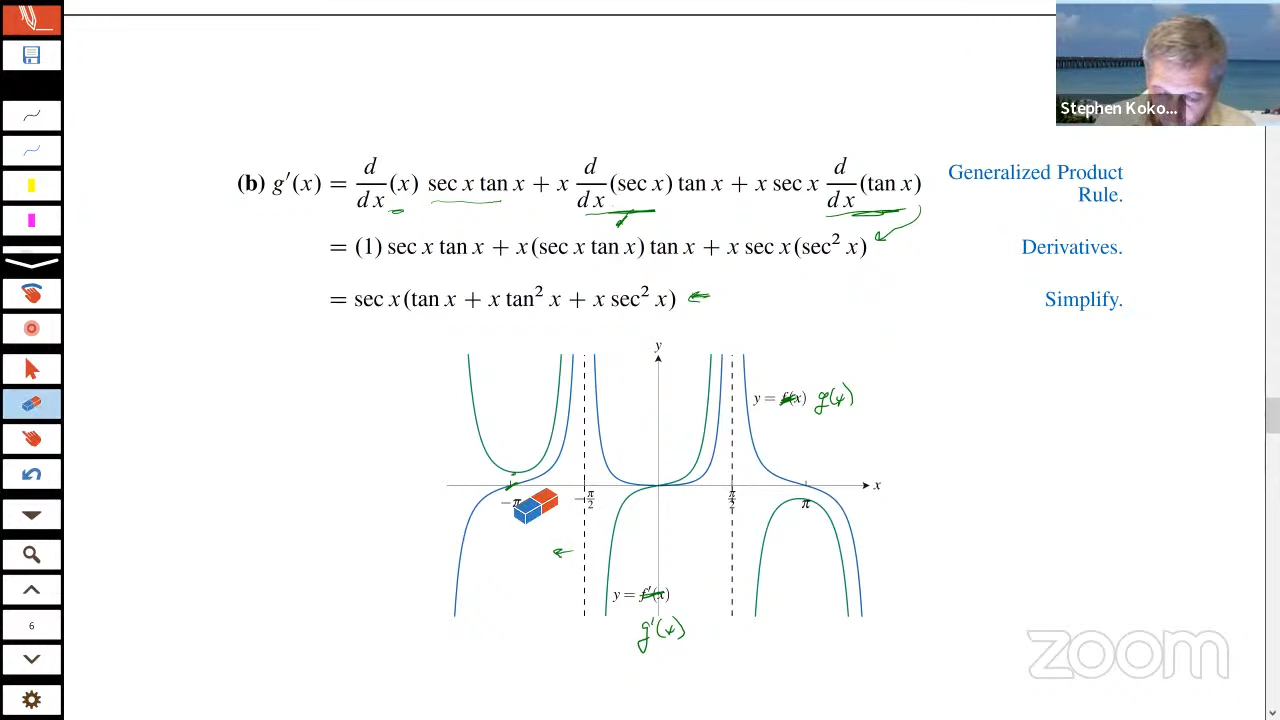 Stephen Koko...
(b) g′(x) = d/dx (x) sec x tan x + x d/dx (sec x) tan x + x sec x d/dx (tan x)
Generalized Product
Rule.
= (1) sec x tan x + x(sec x tan x) tan x + x sec x(sec² x)
Derivatives.
= sec x(tan x + x tan² x + x sec² x)
Simplify.
y
y = f(x) g(x)
x
−π
−π/2
π/2
π
y = f′(x)
g′(x)
6
zoom